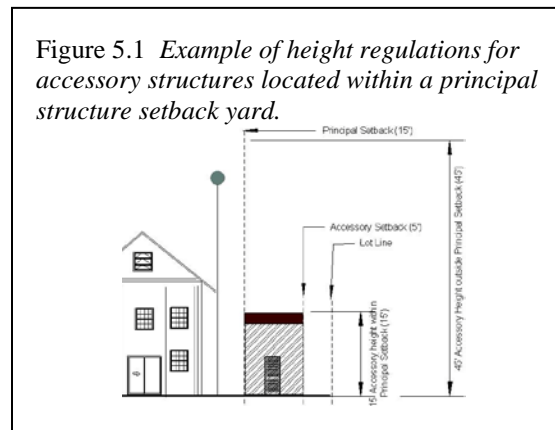 Figure 5.1 Example of height regulations for
accessory structures located within a principal
structure setback yard.
Principal Setback (15')
Accessory Setback (5')
Lot Line
15' Accessory height within
Principal Setback (15')
45' Accessory Height outside Principal Setback (45')